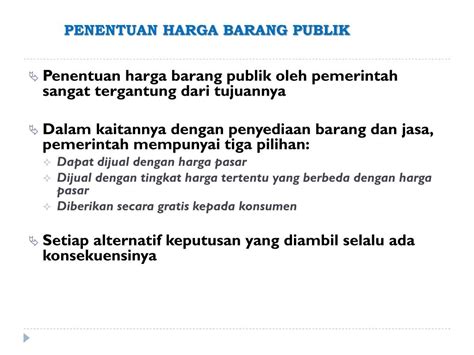 PENENTUAN HARGA BARANG PUBLIK
Penentuan harga barang publik oleh pemerintah
sangat tergantung dari tujuannya
Dalam kaitannya dengan penyediaan barang dan jasa,
pemerintah mempunyai tiga pilihan:
Dapat dijual dengan harga pasar
Dijual dengan tingkat harga tertentu yang berbeda dengan harga
pasar
Diberikan secara gratis kepada konsumen
Setiap alternatif keputusan yang diambil selalu ada
konsekuensinya